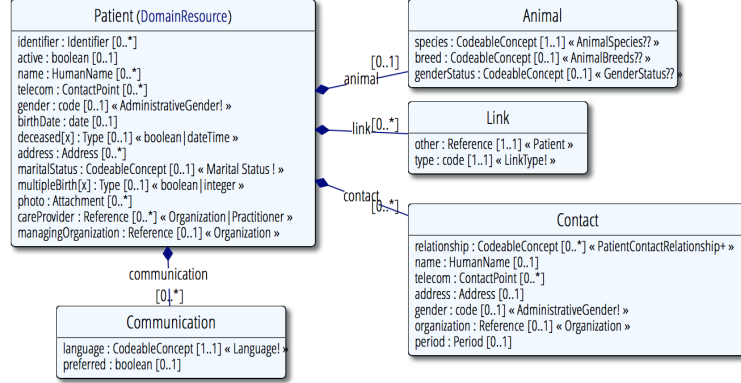 Patient (DomainResource)
identifier : Identifier [0..*]
active : boolean [0..1]
name : HumanName [0..*]
telecom : ContactPoint [0..*]
gender : code [0..1] « AdministrativeGender! »
birthDate : date [0..1]
deceased[x] : Type [0..1] « boolean|dateTime »
address : Address [0..*]
maritalStatus : CodeableConcept [0..1] « Marital Status ! »
multipleBirth[x] : Type [0..1] « boolean|integer »
photo : Attachment [0..*]
careProvider : Reference [0..*] « Organization|Practitioner »
managingOrganization : Reference [0..1] « Organization »
[0..1]
animal
Animal
species : CodeableConcept [1..1] « AnimalSpecies?? »
breed : CodeableConcept [0..1] « AnimalBreeds?? »
genderStatus : CodeableConcept [0..1] « GenderStatus?? »
link
[0..*]
Link
other : Reference [1..1] « Patient »
type : code [1..1] « LinkType! »
contact
[0..*]
Contact
relationship : CodeableConcept [0..*] « PatientContactRelationship+ »
name : HumanName [0..1]
telecom : ContactPoint [0..*]
address : Address [0..1]
gender : code [0..1] « AdministrativeGender! »
organization : Reference [0..1] « Organization »
period : Period [0..1]
communication
[0..*]
Communication
language : CodeableConcept [1..1] « Language! »
preferred : boolean [0..1]